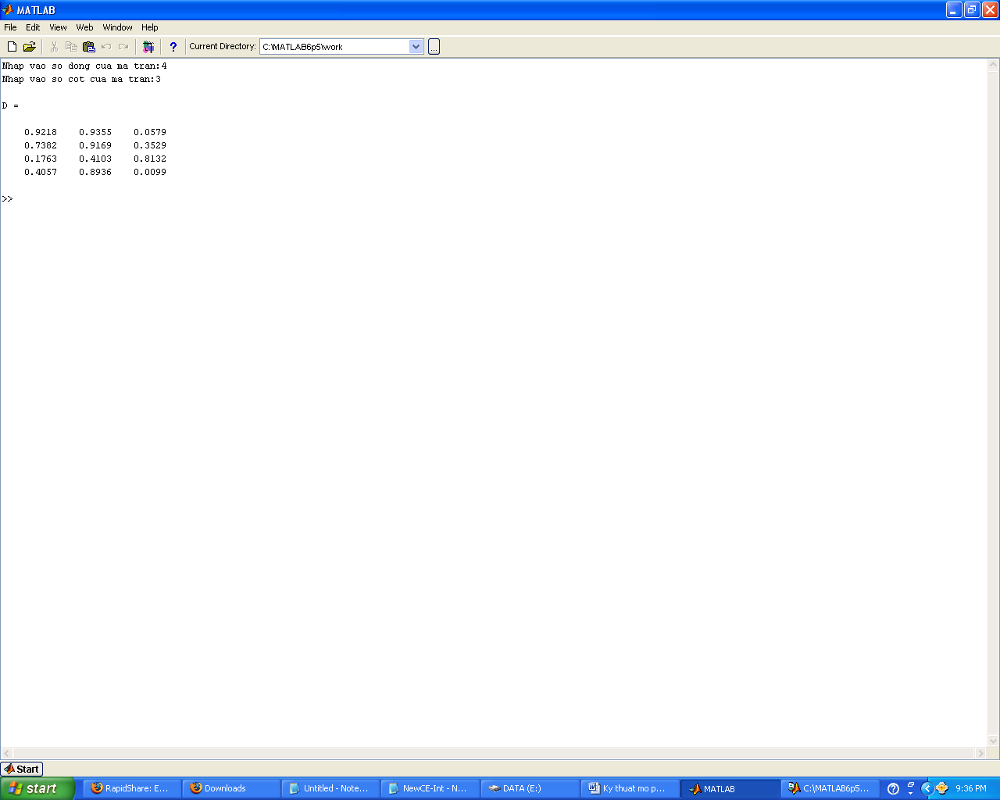 MATLAB
File Edit View Web Window Help
? Current Directory: C:\MATLAB6p5\work ...
Nhap vao so dong cua ma tran:4
Nhap vao so cot cua ma tran:3
D =
0.9218 0.9355 0.0579
0.7382 0.9169 0.3529
0.1763 0.4103 0.8132
0.4057 0.8936 0.0099
>>
Start
start RapidShare: E... Downloads Untitled - Note... NewCE-Int - N... DATA (E:) Ky thuat mo p... MATLAB C:\MATLAB6p5... ? 9:36 PM